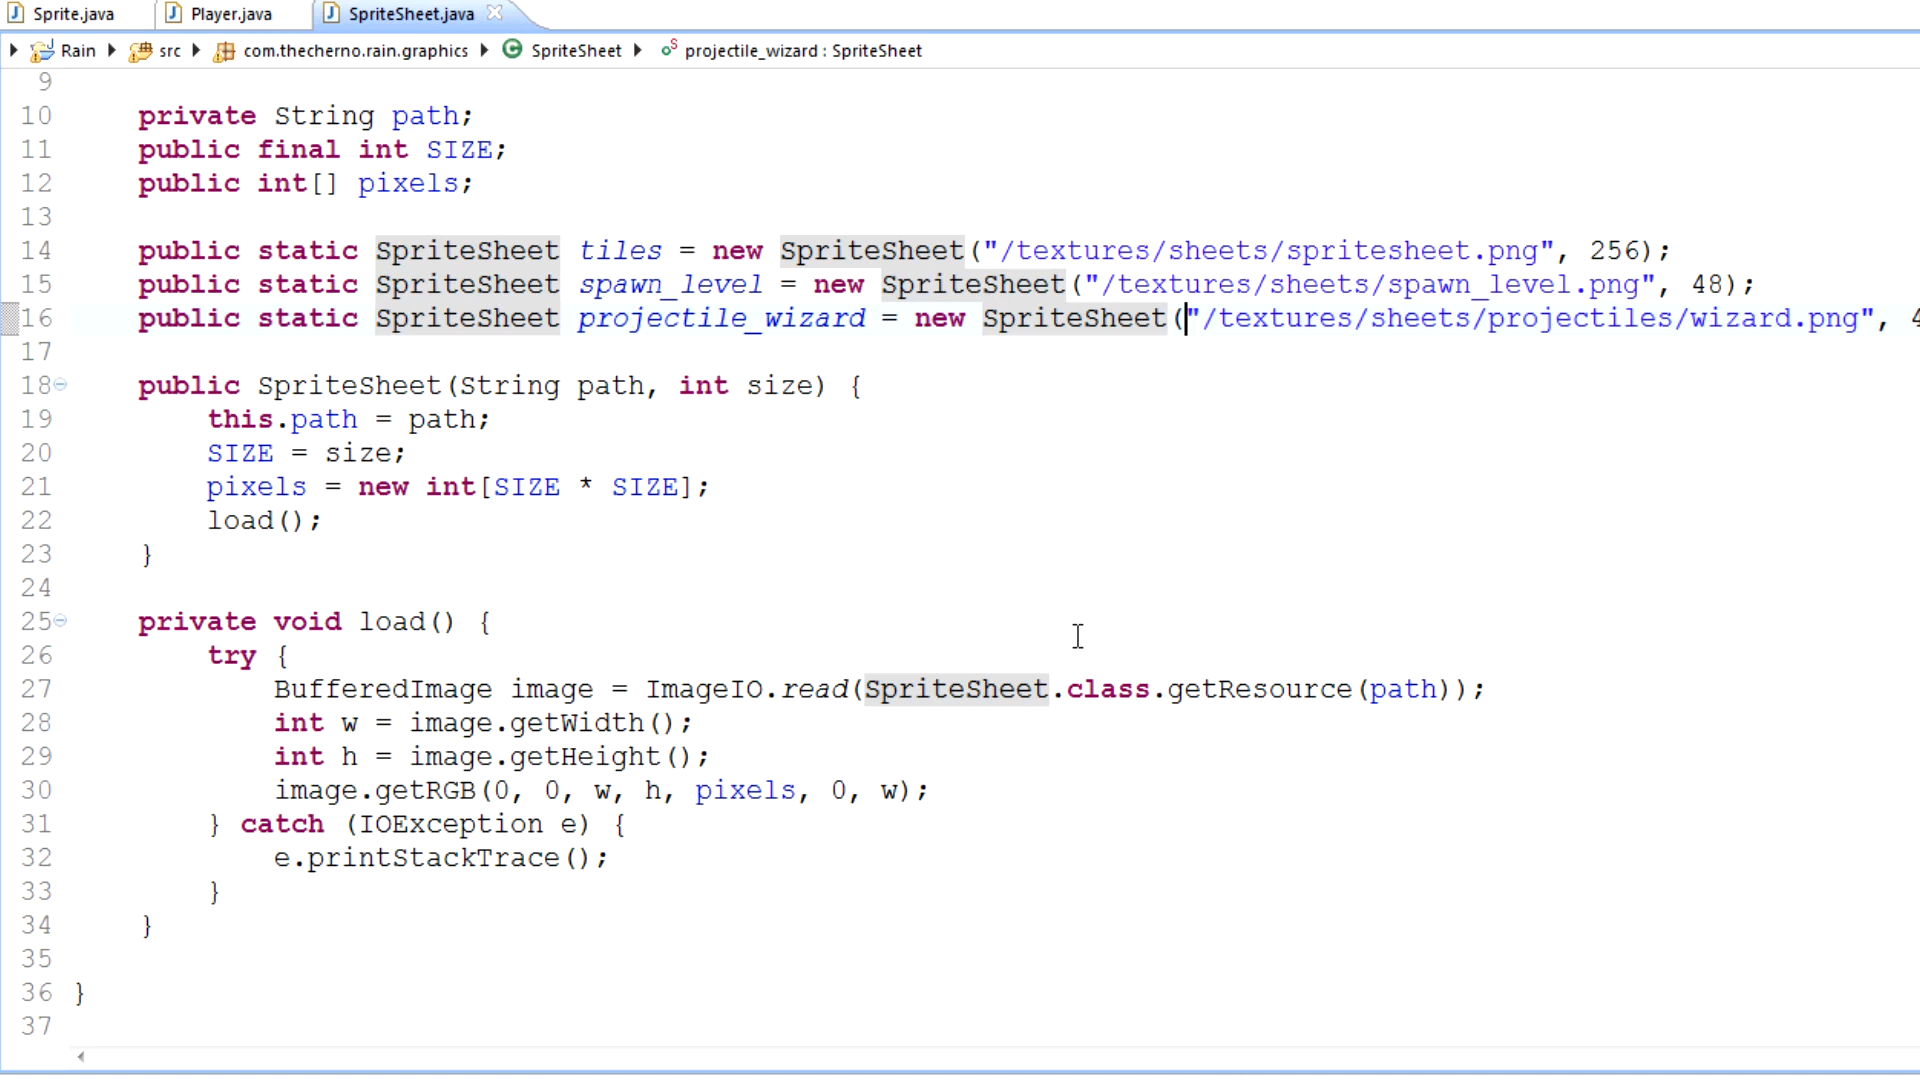 Sprite.java Player.java SpriteSheet.java
Rain src com.thecherno.rain.graphics SpriteSheet projectile_wizard : SpriteSheet
9
10 private String path;
11 public final int SIZE;
12 public int[] pixels;
13
14 public static SpriteSheet tiles = new SpriteSheet("/textures/sheets/spritesheet.png", 256);
15 public static SpriteSheet spawn_level = new SpriteSheet("/textures/sheets/spawn_level.png", 48);
16 public static SpriteSheet projectile_wizard = new SpriteSheet("/textures/sheets/projectiles/wizard.png", 4
17
18 public SpriteSheet(String path, int size) {
19 this.path = path;
20 SIZE = size;
21 pixels = new int[SIZE * SIZE];
22 load();
23 }
24
25 private void load() {
26 try {
27 BufferedImage image = ImageIO.read(SpriteSheet.class.getResource(path));
28 int w = image.getWidth();
29 int h = image.getHeight();
30 image.getRGB(0, 0, w, h, pixels, 0, w);
31 } catch (IOException e) {
32 e.printStackTrace();
33 }
34 }
35
36 }
37